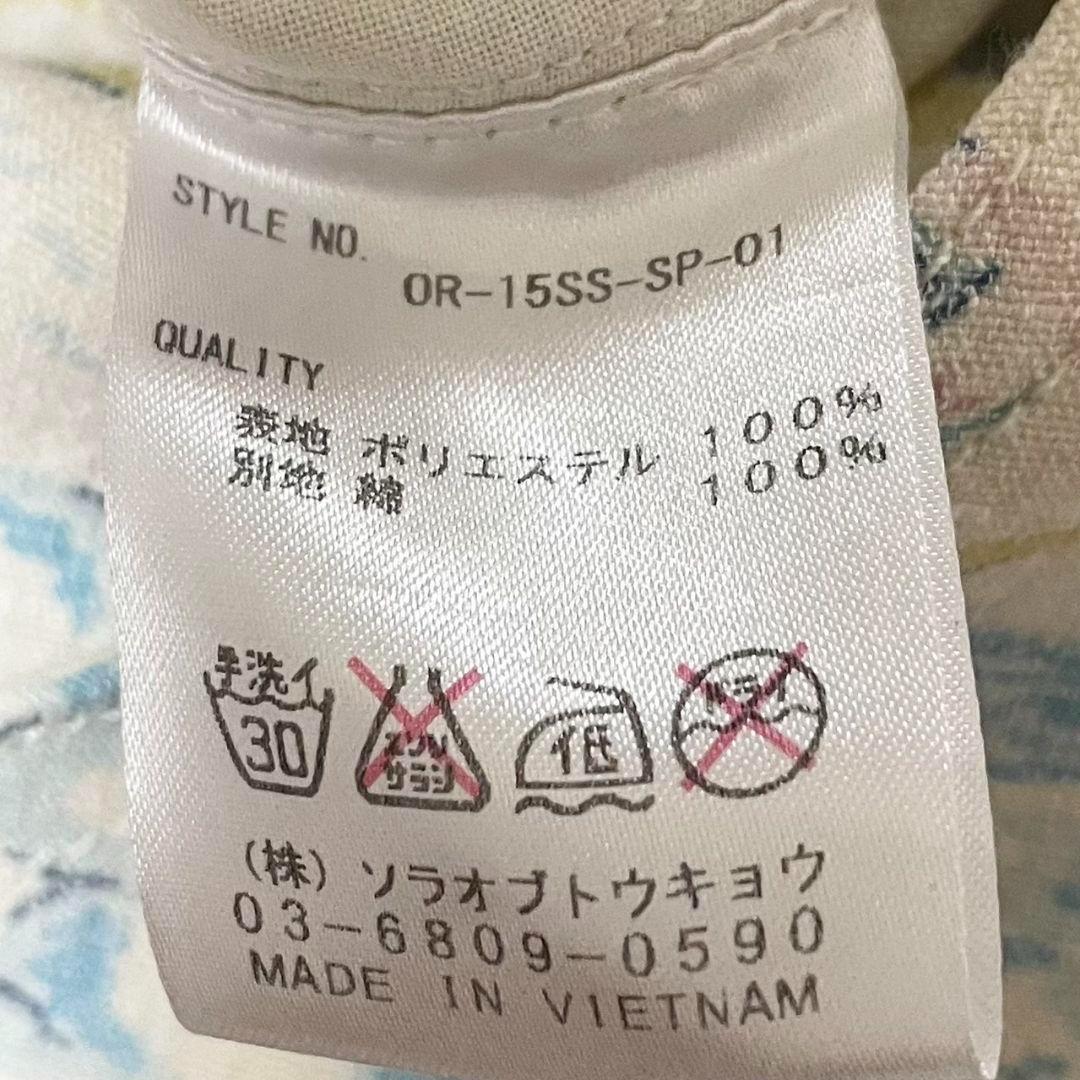 STYLE NO.
OR-15SS-SP-01
QUALITY
表地 ポリエステル 100%
別地 綿 100%
手洗イ
30
エンソ
サラシ
低
ドライ
(株) ソラオブトウキョウ
03-6809-0590
MADE IN VIETNAM